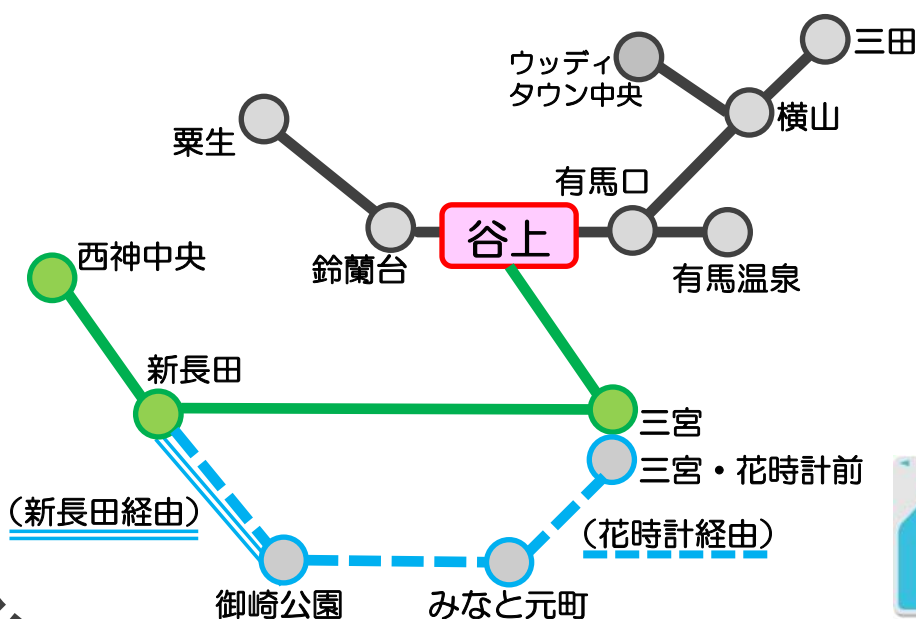 三田
ウッディ
タウン中央
横山
粟生
有馬口
谷上
鈴蘭台
有馬温泉
西神中央
新長田
三宮
三宮・花時計前
（新長田経由）
（花時計経由）
御崎公園
みなと元町